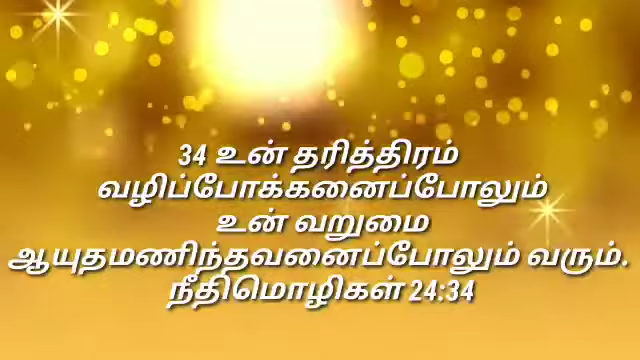 34 உன் தரித்திரம்
வழிப்போக்கனைப்போலும்
உன் வறுமை
ஆயுதமணிந்தவனைப்போலும் வரும்.
நீதிமொழிகள் 24:34